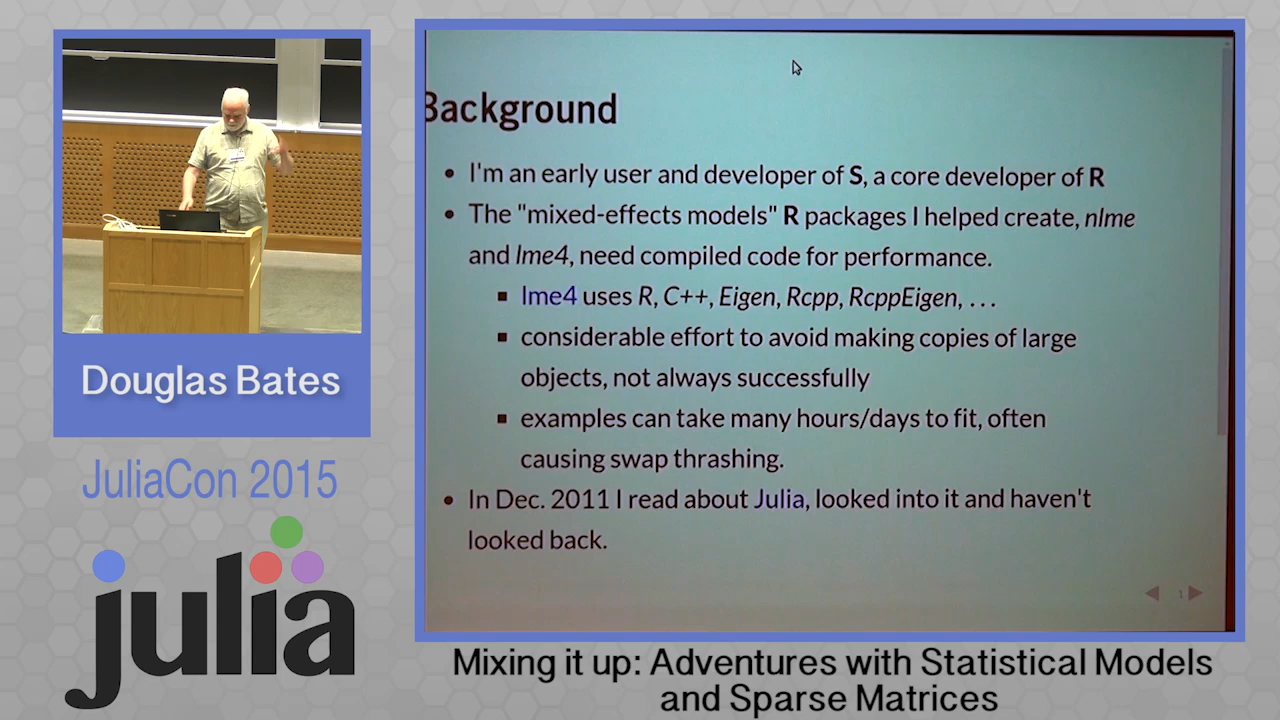 Background
• I'm an early user and developer of S, a core developer of R
• The "mixed-effects models" R packages I helped create, nlme
and lme4, need compiled code for performance.
▪ lme4 uses R, C++, Eigen, Rcpp, RcppEigen, …
▪ considerable effort to avoid making copies of large
objects, not always successfully
▪ examples can take many hours/days to fit, often
causing swap thrashing.
• In Dec. 2011 I read about Julia, looked into it and haven't
looked back.
1
Douglas Bates
JuliaCon 2015
julia
Mixing it up: Adventures with Statistical Models
and Sparse Matrices